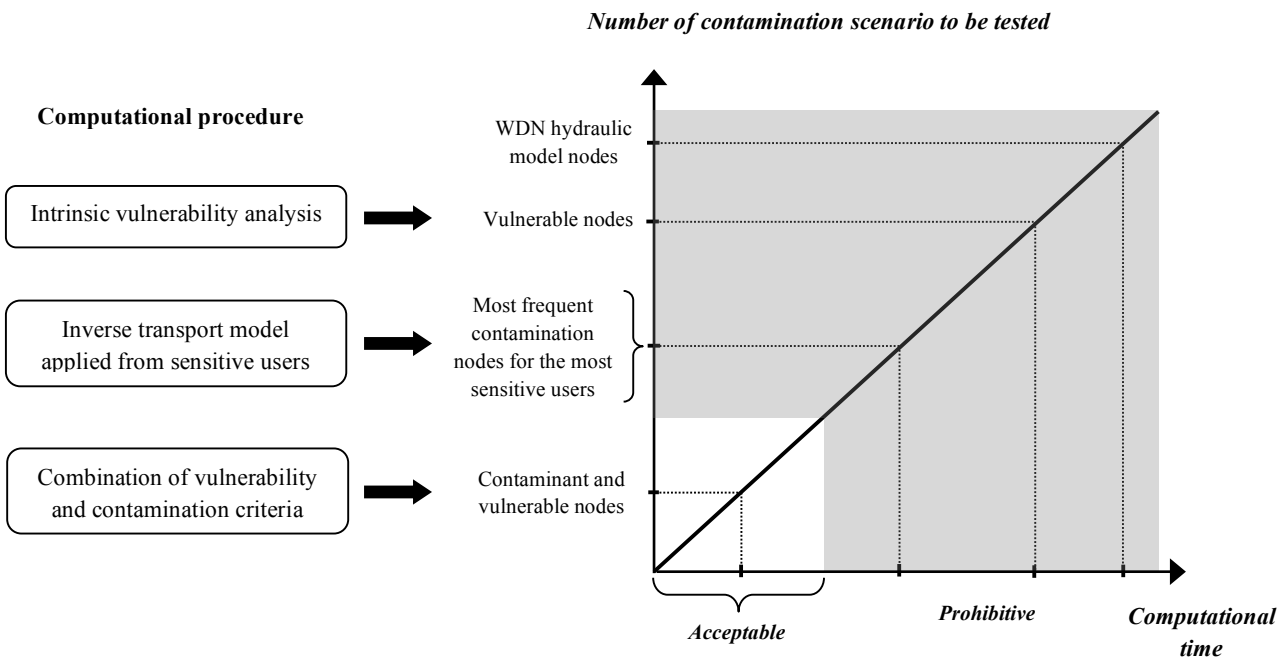 Number of contamination scenario to be tested
Computational procedure
WDN hydraulic
model nodes
Intrinsic vulnerability analysis
Vulnerable nodes
Inverse transport model
applied from sensitive users
Most frequent
contamination
nodes for the most
sensitive users
Combination of vulnerability
and contamination criteria
Contaminant and
vulnerable nodes
Acceptable
Prohibitive
Computational
time